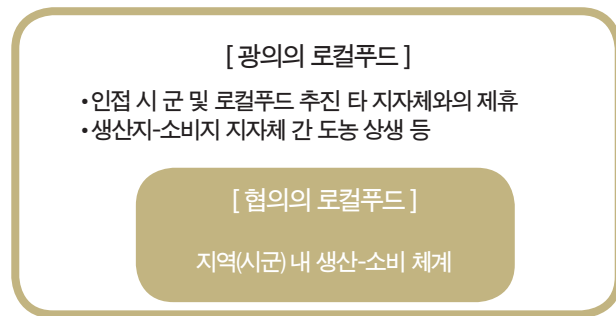 [ 광의의 로컬푸드 ]
•인접 시 군 및 로컬푸드 추진 타 지자체와의 제휴
•생산지-소비지 지자체 간 도농 상생 등
[ 협의의 로컬푸드 ]
지역(시군) 내 생산-소비 체계